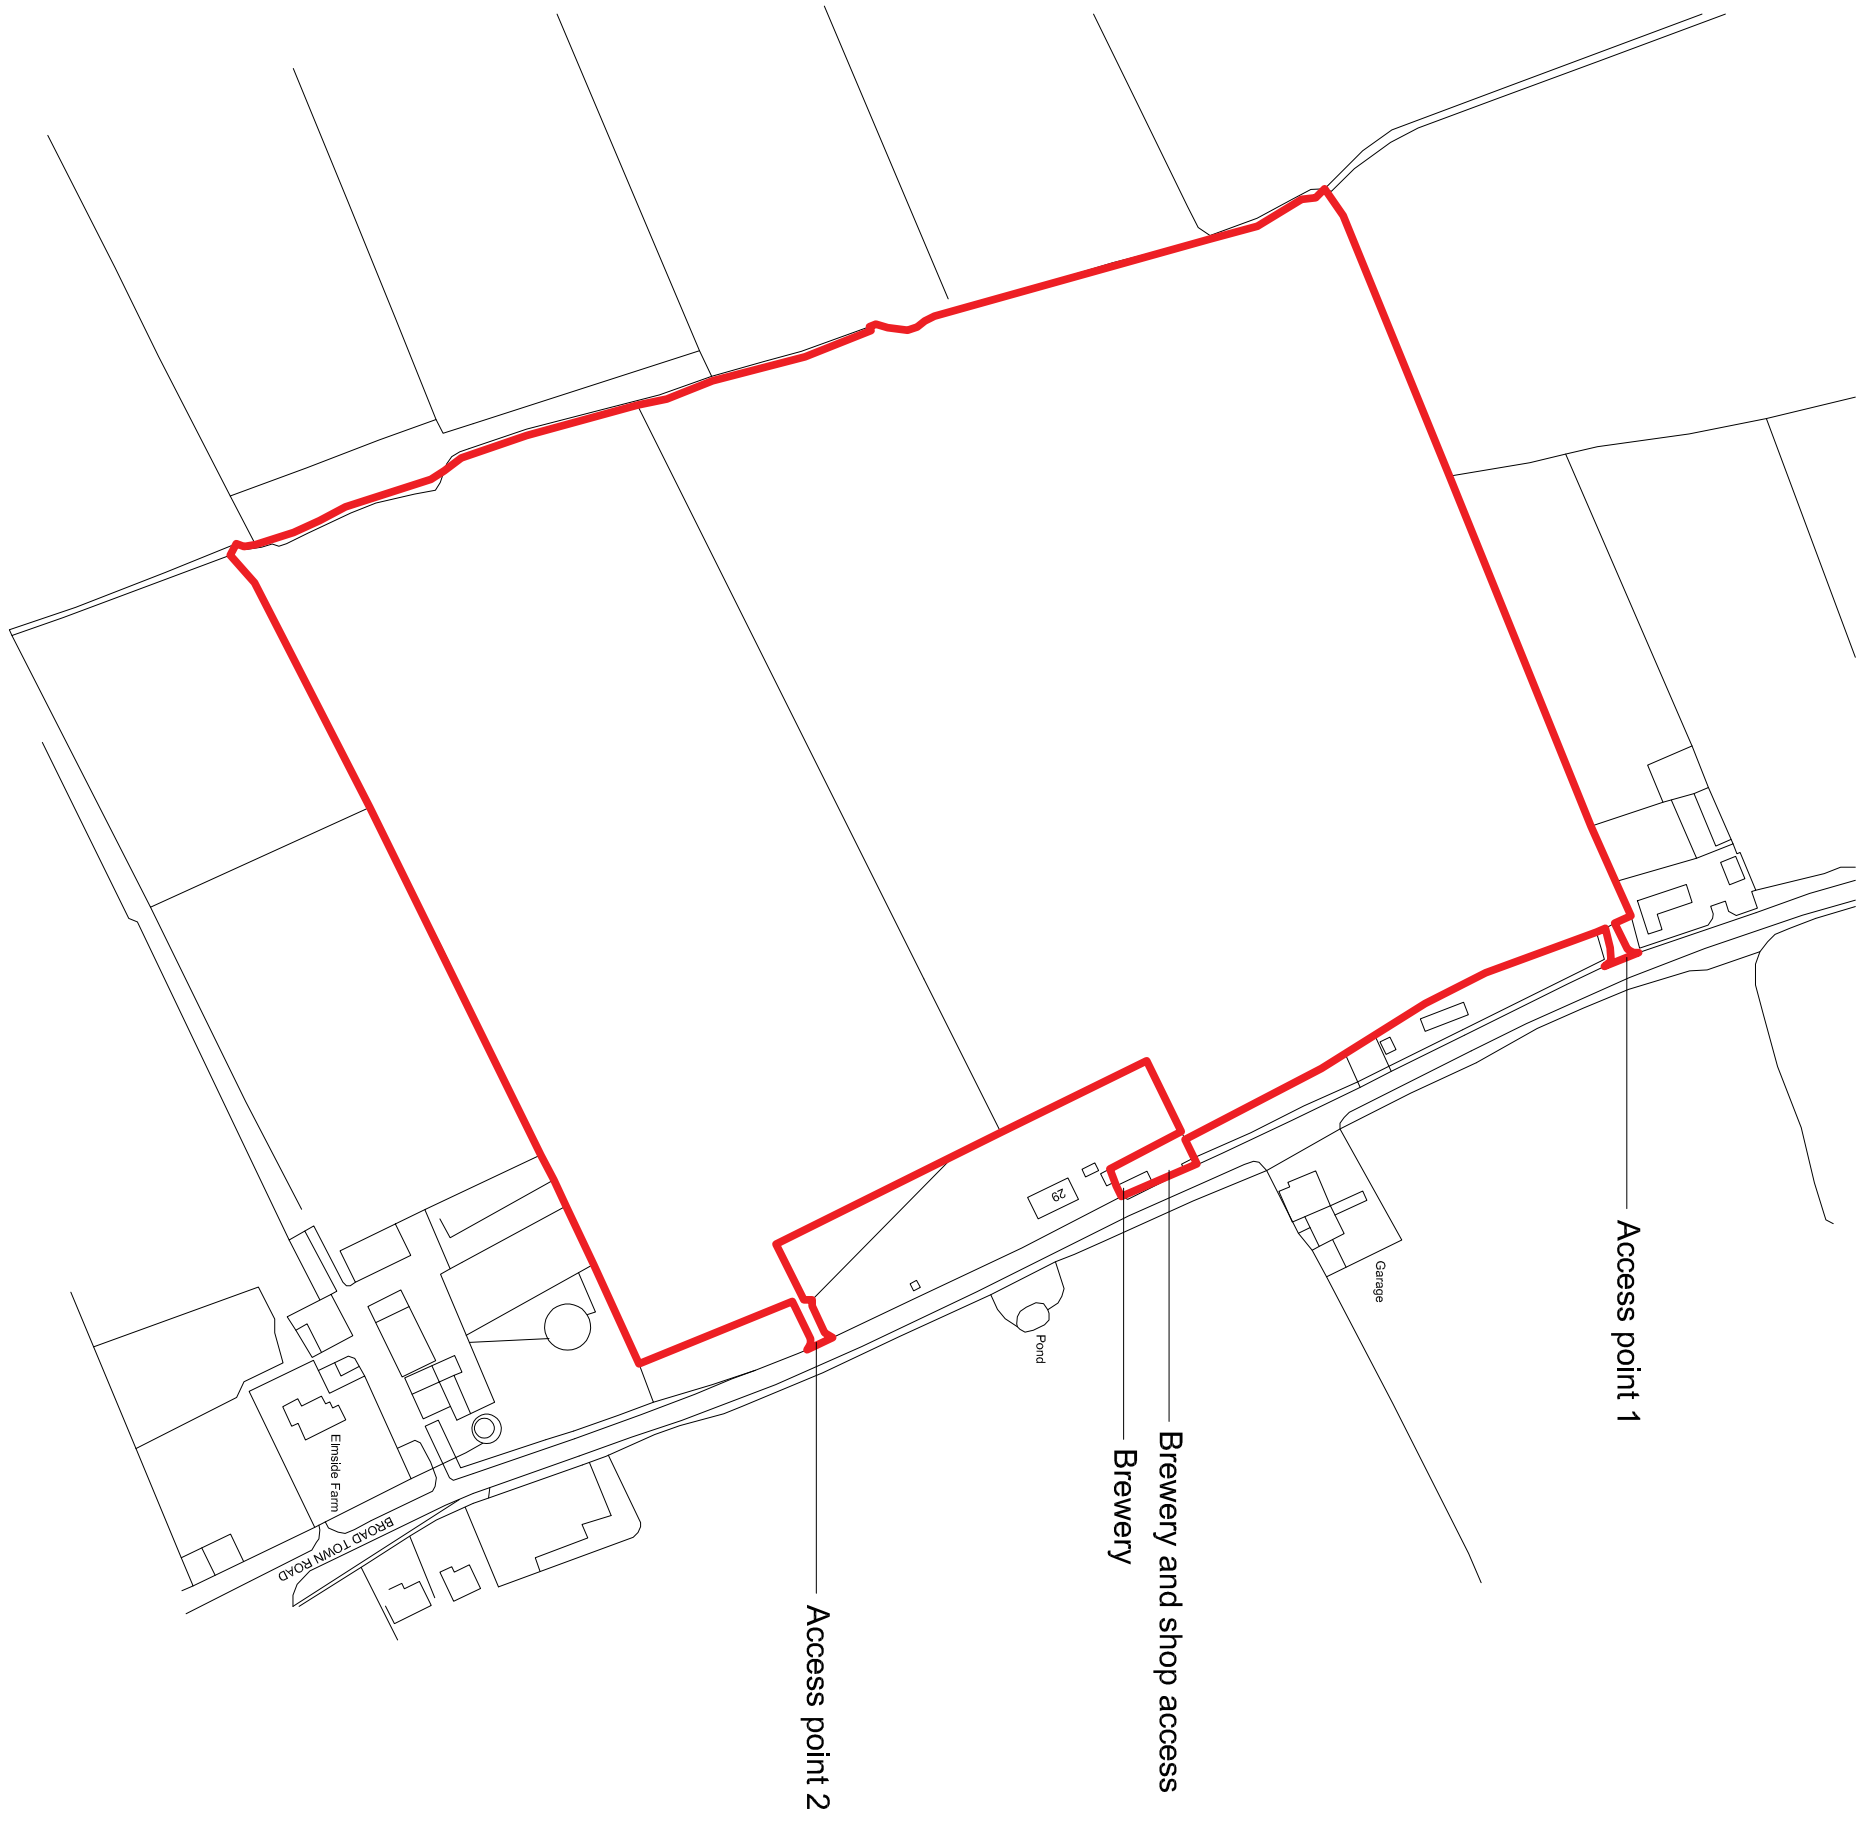 Access point 1
Garage
Brewery and shop access
Brewery
29
Pond
Access point 2
Elmside Farm
BROAD TOWN ROAD